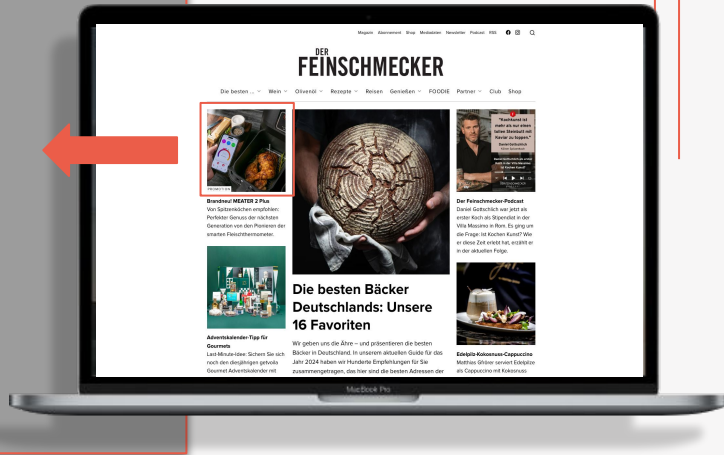 Magazin Abonnement Shop Mediadaten Newsletter Podcast RSS
DER
FEINSCHMECKER
Die besten ... Wein Olivenöl Rezepte Reisen Genießen FOODIE Partner Club Shop
PROMOTION
Brandneu! MEATER 2 Plus
Von Spitzenköchen empfohlen:
Perfekter Genuss der nächsten
Generation von den Pionieren der
smarten Fleischthermometer.
Adventskalender-Tipp für
Gourmets
Last-Minute-Idee: Sichern Sie sich
noch den diesjährigen getvolla
Gourmet Adventskalender mit
Die besten Bäcker
Deutschlands: Unsere
16 Favoriten
Wir geben uns die Ähre – und präsentieren die besten
Bäcker in Deutschland. In unserem aktuellen Guide für das
Jahr 2024 haben wir Hunderte Empfehlungen für Sie
zusammengetragen, das hier sind die besten Adressen der
"Kochkunst ist
mehr als nur einen
tollen Steinbutt mit
Kaviar zu toppen."
Der Feinschmecker-Podcast
Daniel Gottschlich war jetzt als
erster Koch als Stipendiat in der
Villa Massimo in Rom. Es ging um
die Frage: Ist Kochen Kunst? Wie
er diese Zeit erlebt hat, erzählt er
in der aktuellen Folge.
Edelpilz-Kokosnuss-Cappuccino
Matthias Ghörer serviert Edelpilze
als Cappuccino mit Kokosnuss
MacBook Pro